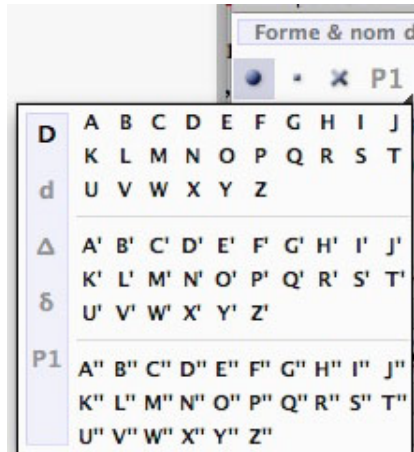 Forme & nom d
P1
D
d
Δ
δ
P1
A B C D E F G H I J
K L M N O P Q R S T
U V W X Y Z
A' B' C' D' E' F' G' H' I' J'
K' L' M' N' O' P' Q' R' S' T'
U' V' W' X' Y' Z'
A" B" C" D" E" F" G" H" I" J"
K" L" M" N" O" P" Q" R" S" T"
U" V" W" X" Y" Z"